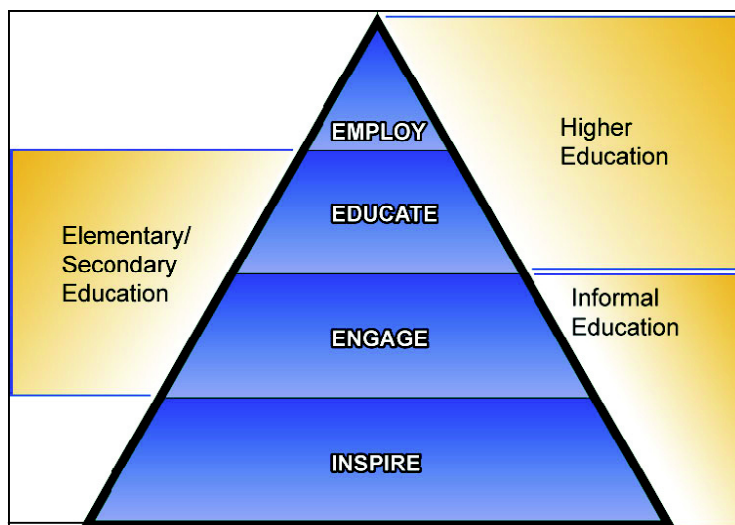 EMPLOY
Higher
Education
EDUCATE
Elementary/
Secondary
Education
Informal
Education
ENGAGE
INSPIRE